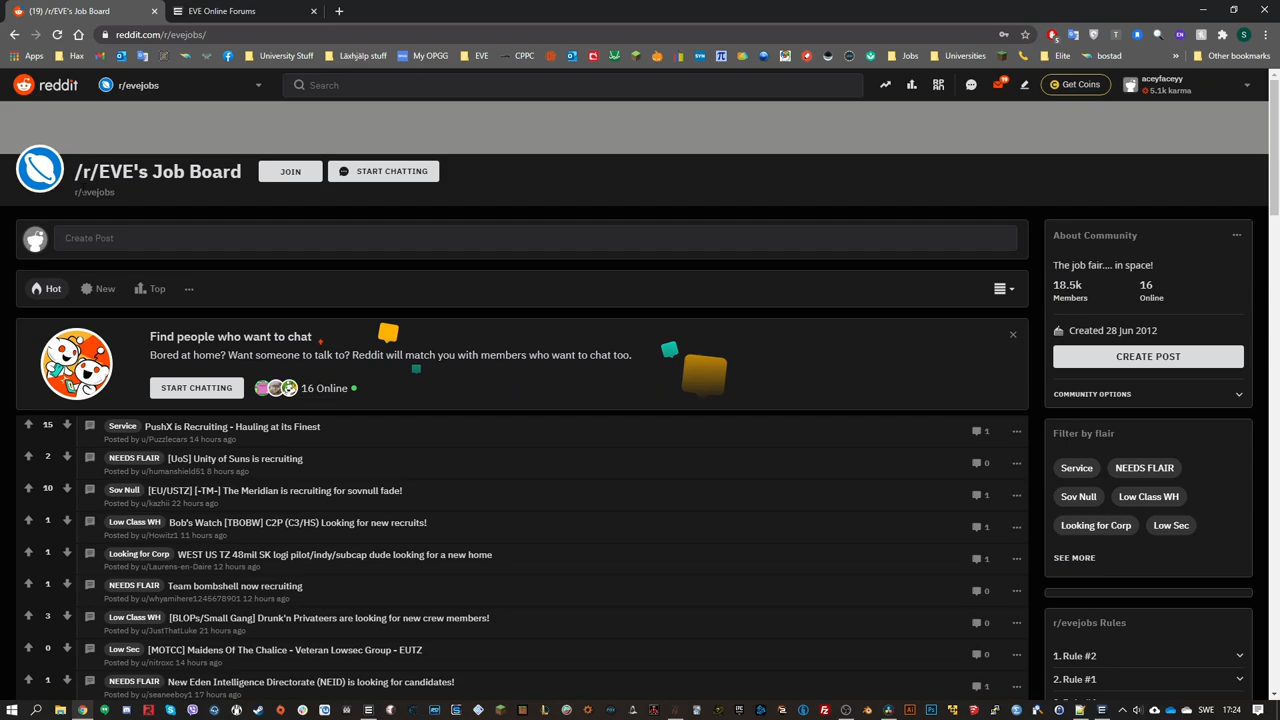 (19) /r/EVE's Job Board
EVE Online Forums
reddit.com/r/evejobs/
Apps
Hax
University Stuff
Läxhjälp stuff
My OPGG
EVE
CPPC
Jobs
Universities
Elite
bostad
Other bookmarks
reddit
r/evejobs
Search
19
Get Coins
aceyfaceyy
5.1k karma
/r/EVE's Job Board
JOIN
START CHATTING
r/evejobs
Create Post
Hot
New
Top
Find people who want to chat
Bored at home? Want someone to talk to? Reddit will match you with members who want to chat too.
START CHATTING
16 Online
15
Service PushX is Recruiting - Hauling at its Finest
1
Posted by u/Puzzlecars 14 hours ago
2
NEEDS FLAIR [UoS] Unity of Suns is recruiting
0
Posted by u/humanshield51 8 hours ago
10
Sov Null [EU/USTZ] [-TM-] The Meridian is recruiting for sovnull fade!
1
Posted by u/kazhii 22 hours ago
1
Low Class WH Bob's Watch [TBOBW] C2P (C3/HS) Looking for new recruits!
1
Posted by u/Howitz1 11 hours ago
1
Looking for Corp WEST US TZ 48mil SK logi pilot/indy/subcap dude looking for a new home
1
Posted by u/Laurens-en-Daire 12 hours ago
1
NEEDS FLAIR Team bombshell now recruiting
0
Posted by u/whyamihere1245678901 12 hours ago
3
Low Class WH [BLOPs/Small Gang] Drunk'n Privateers are looking for new crew members!
0
Posted by u/JustThatLuke 21 hours ago
0
Low Sec [MOTCC] Maidens Of The Chalice - Veteran Lowsec Group - EUTZ
0
Posted by u/nitroxc 14 hours ago
1
NEEDS FLAIR New Eden Intelligence Directorate (NEID) is looking for candidates!
1
Posted by u/seaneeboy1 17 hours ago
About Community
The job fair.... in space!
18.5k
16
Members
Online
Created 28 Jun 2012
CREATE POST
COMMUNITY OPTIONS
Filter by flair
Service
NEEDS FLAIR
Sov Null
Low Class WH
Looking for Corp
Low Sec
SEE MORE
r/evejobs Rules
1. Rule #2
2. Rule #1
SWE
17:24